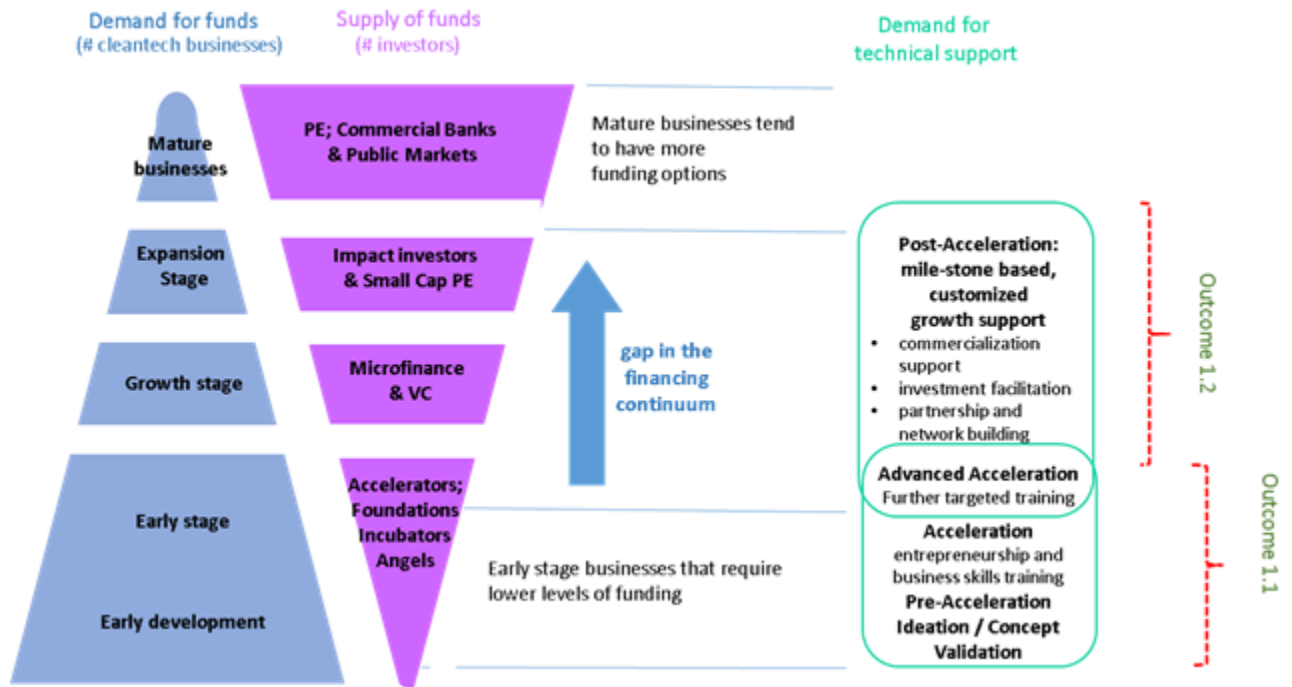 Demand for funds
(# cleantech businesses)
Supply of funds
(# investors)
Demand for
technical support
Mature
businesses
PE; Commercial Banks
& Public Markets
Mature businesses tend
to have more
funding options
Expansion
Stage
Impact investors
& Small Cap PE
Growth stage
Microfinance
& VC
gap in the
financing
continuum
Early stage
Early development
Accelerators;
Foundations
Incubators
Angels
Early stage businesses that require
lower levels of funding
Post-Acceleration:
mile-stone based,
customized
growth support
• commercialization
support
• investment facilitation
• partnership and
network building
Advanced Acceleration
Further targeted training
Acceleration
entrepreneurship and
business skills training
Pre-Acceleration
Ideation / Concept
Validation
Outcome 1.2
Outcome 1.1